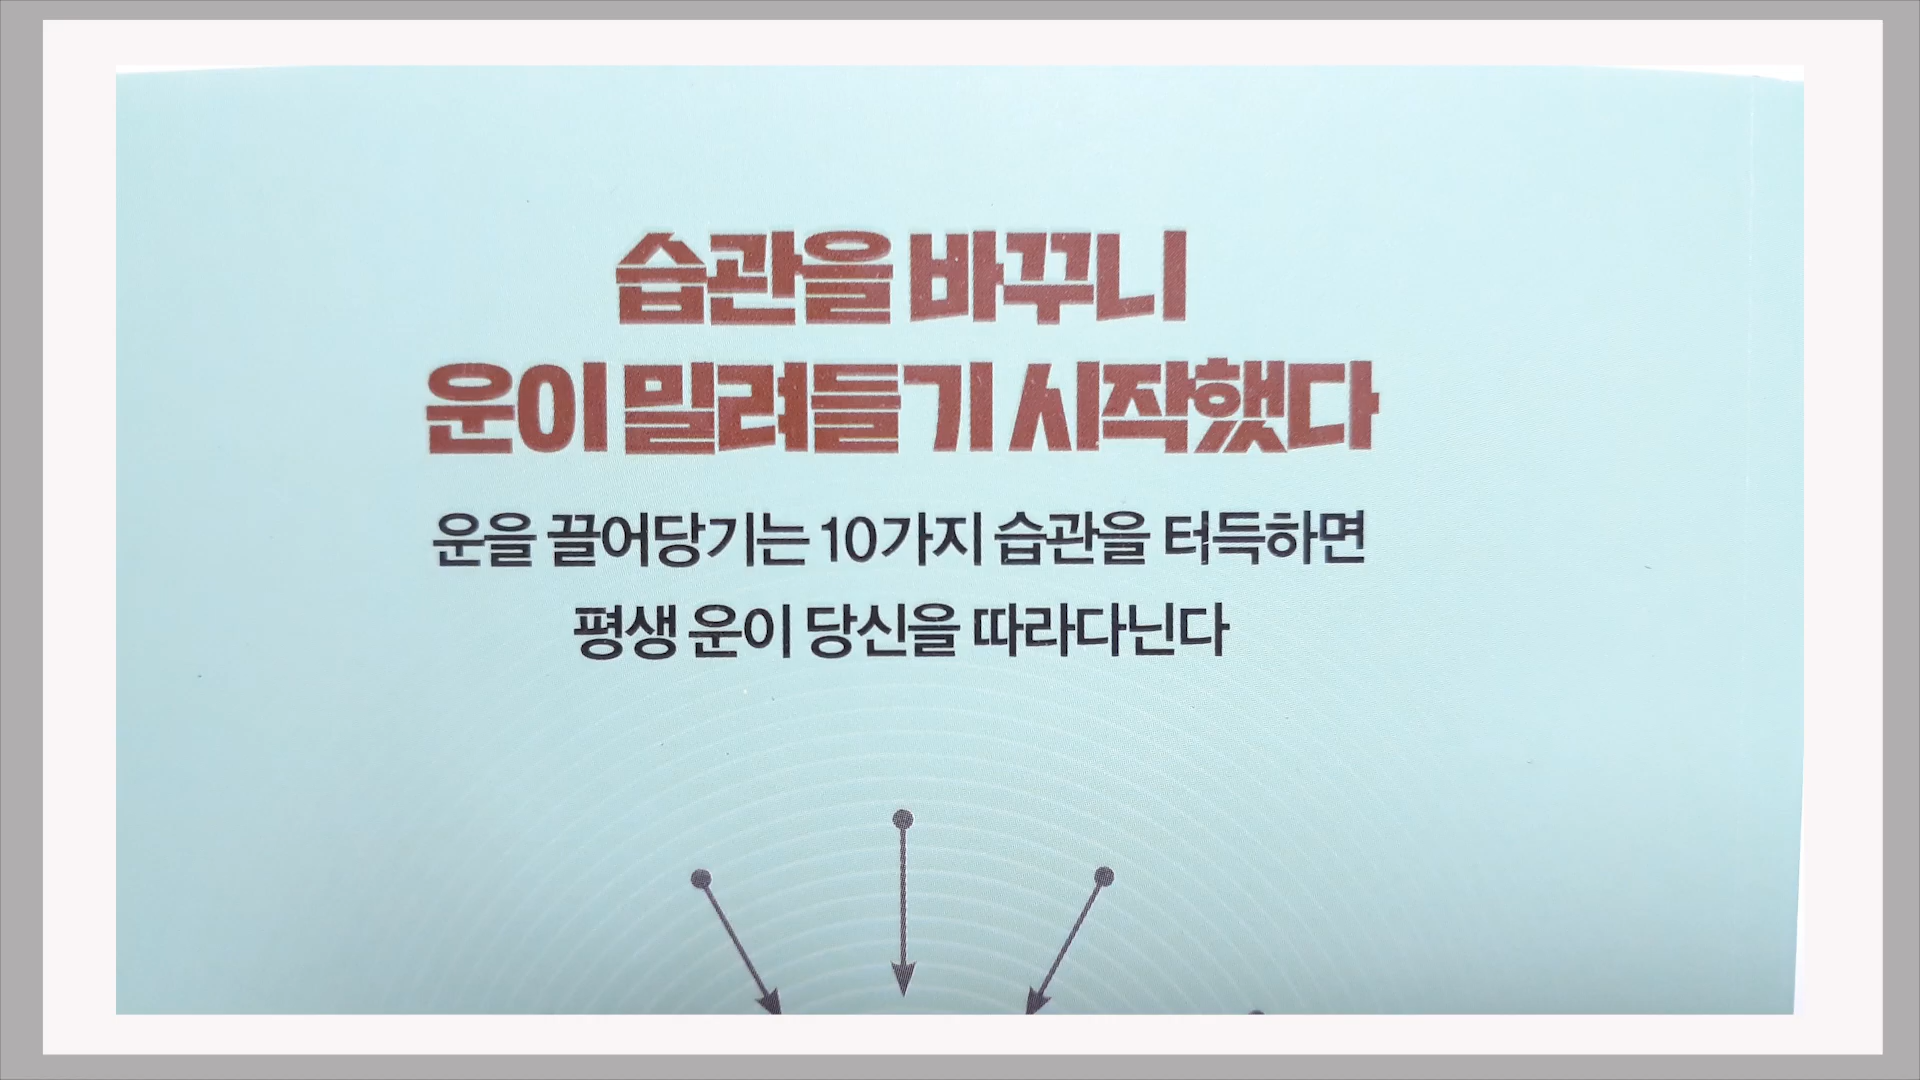 습관을 바꾸니
운이 밀려들기 시작했다
운을 끌어당기는 10가지 습관을 터득하면
평생 운이 당신을 따라다닌다